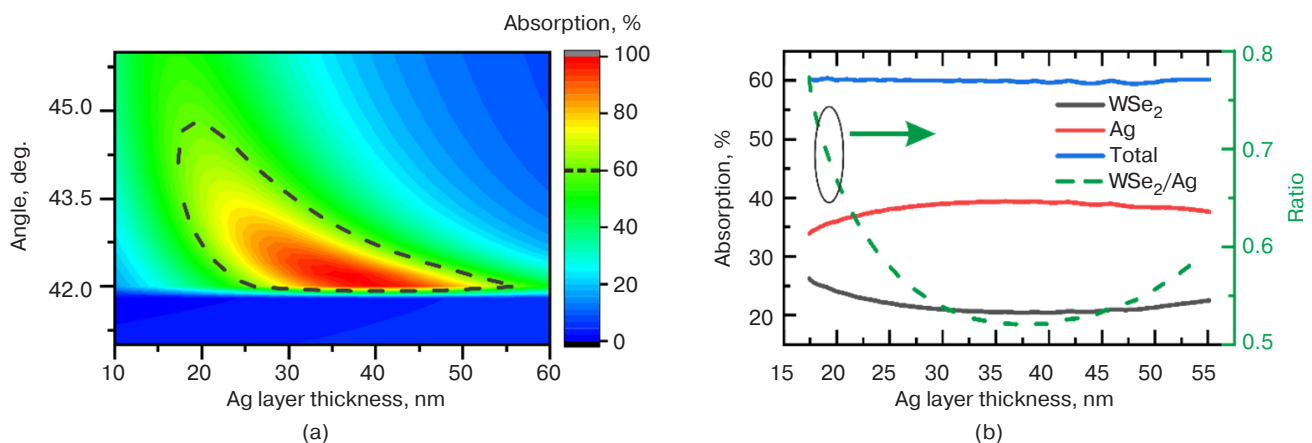 Absorption, %
100
80
60
40
20
0
45.0
43.5
42.0
Angle, deg.
10
20
30
40
50
60
Ag layer thickness, nm
(a)
60
50
40
30
20
Absorption, %
WSe₂
Ag
Total
WSe₂/Ag
0.8
0.7
0.6
0.5
Ratio
15
20
25
30
35
40
45
50
55
Ag layer thickness, nm
(b)